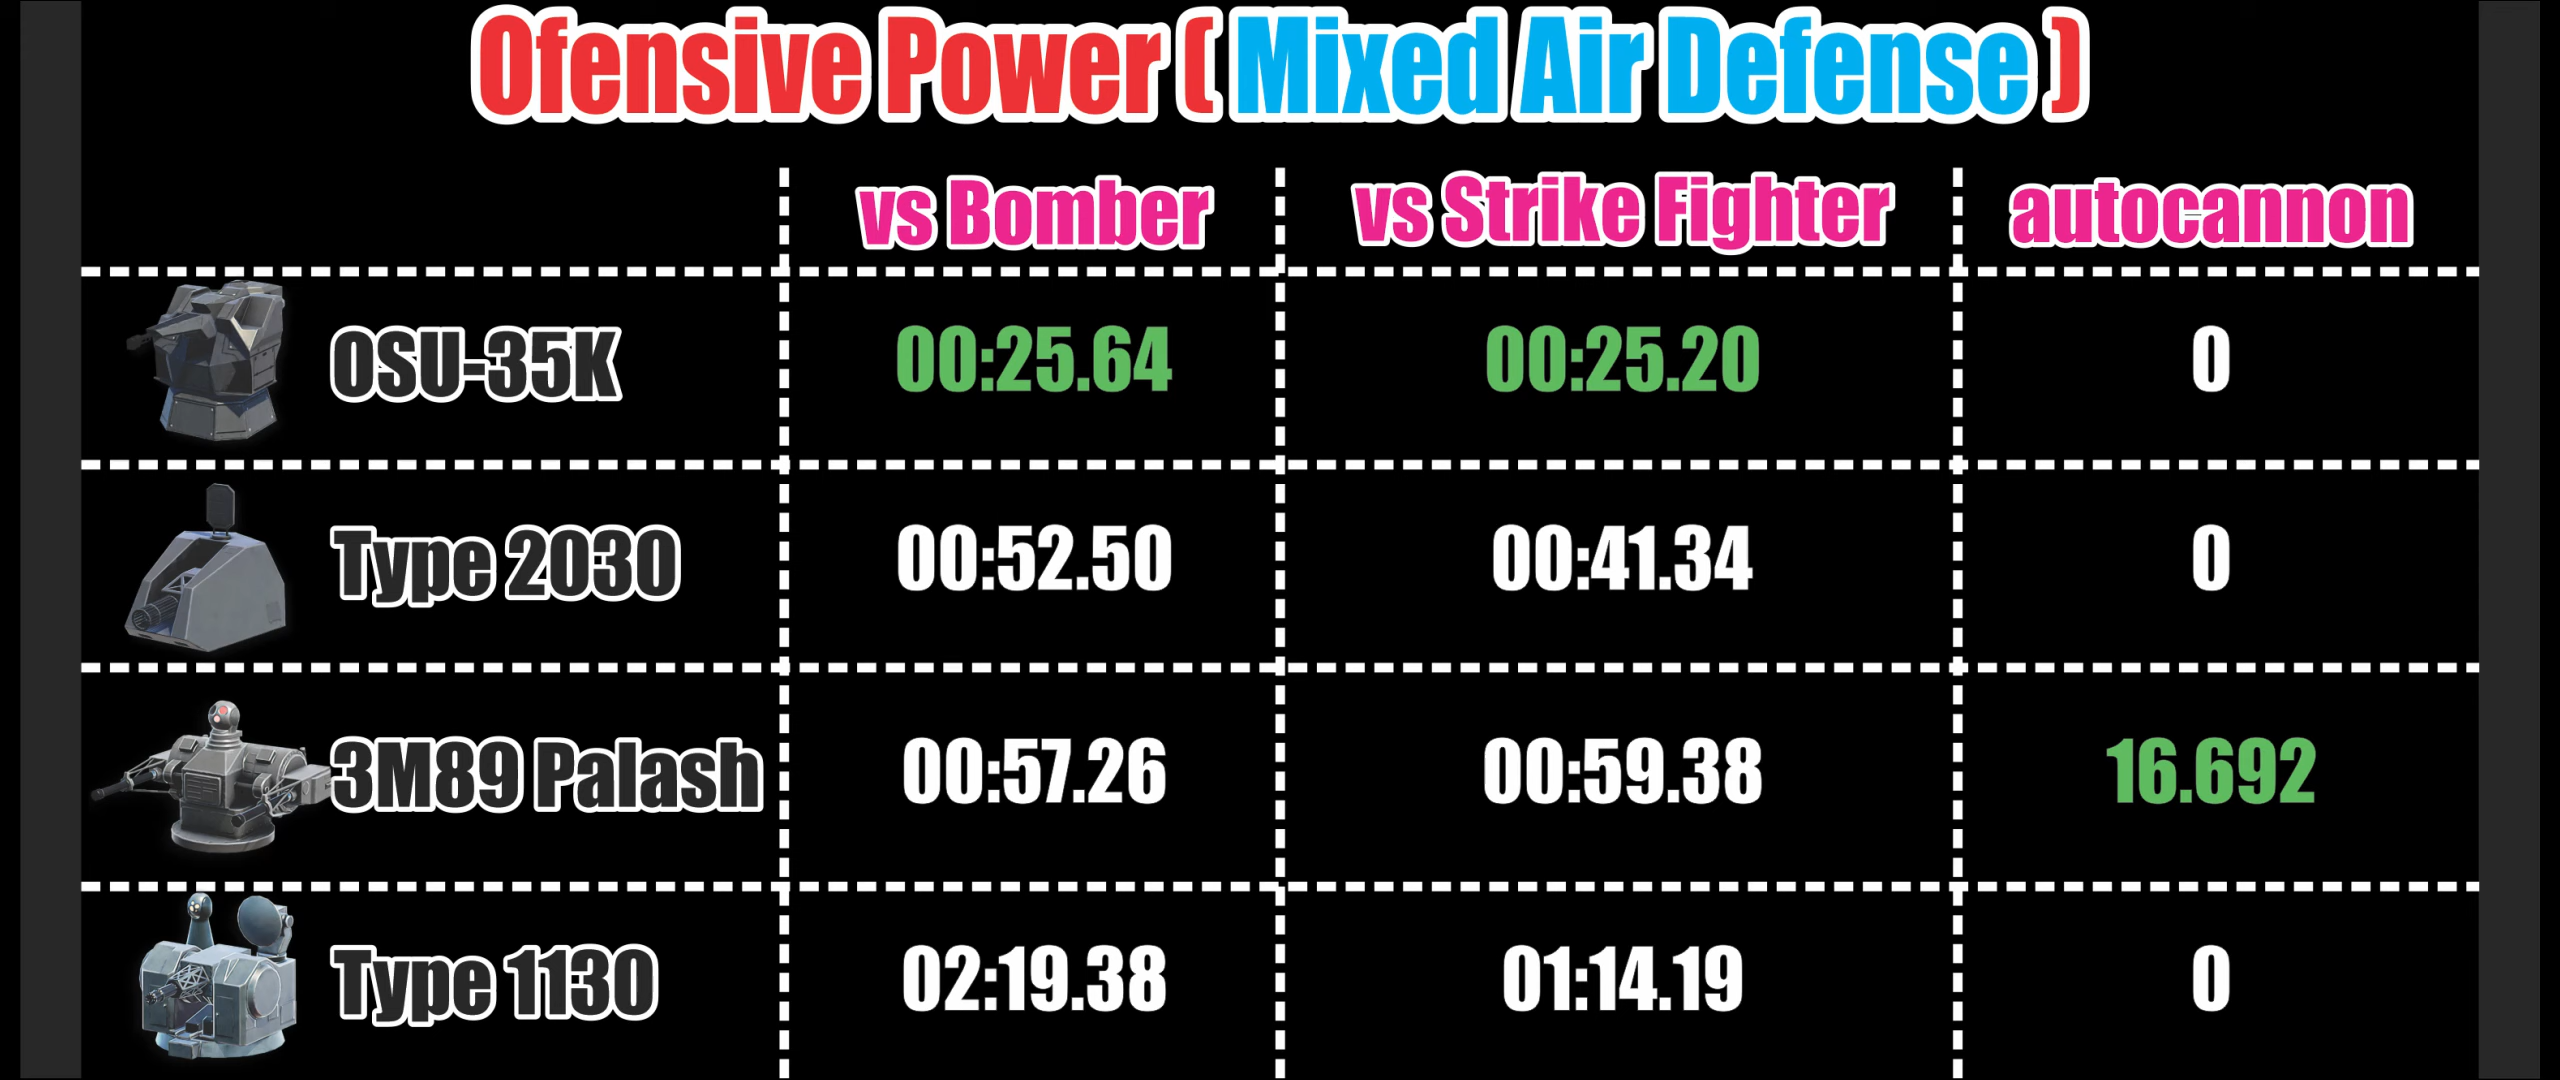 Ofensive Power ( Mixed Air Defense )
vs Bomber vs Strike Fighter autocannon
OSU-35K 00:25.64 00:25.20 0
Type 2030 00:52.50 00:41.34 0
3M89 Palash 00:57.26 00:59.38 16.692
Type 1130 02:19.38 01:14.19 0